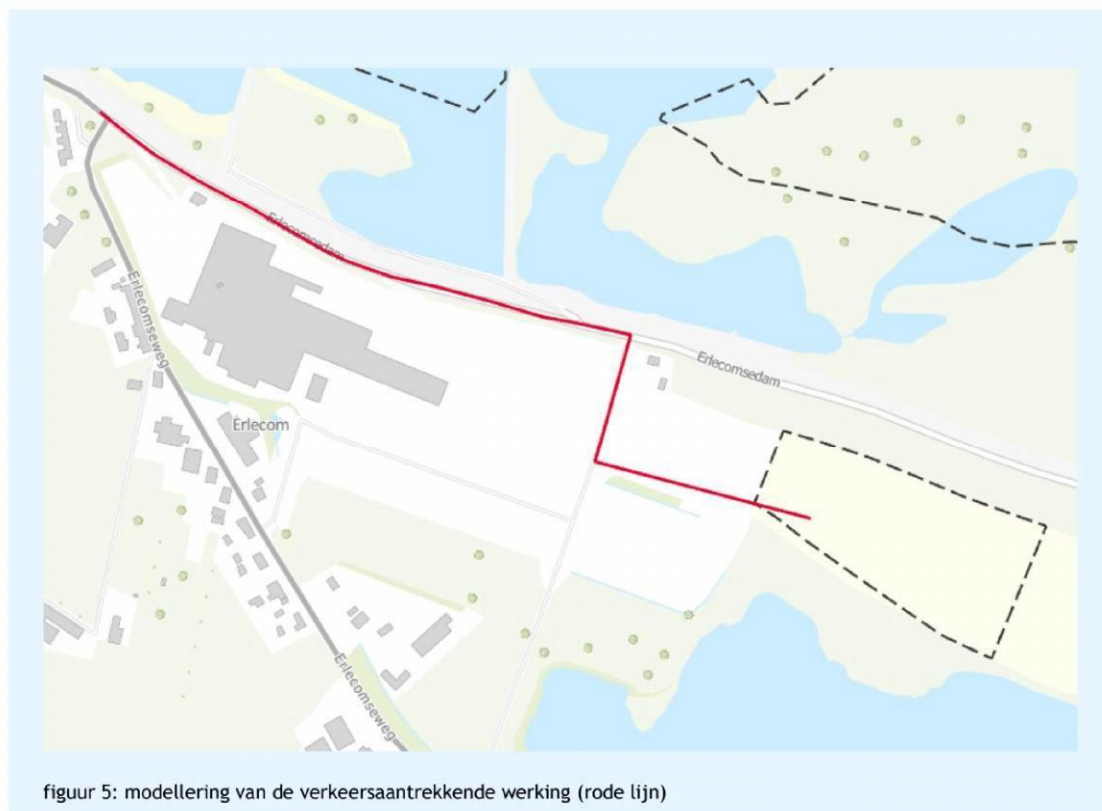 Erlecomsedam
Erlecomseweg
Erlecomsedam
Erlecom
Erlecomseweg
figuur 5: modellering van de verkeersaantrekkende werking (rode lijn)